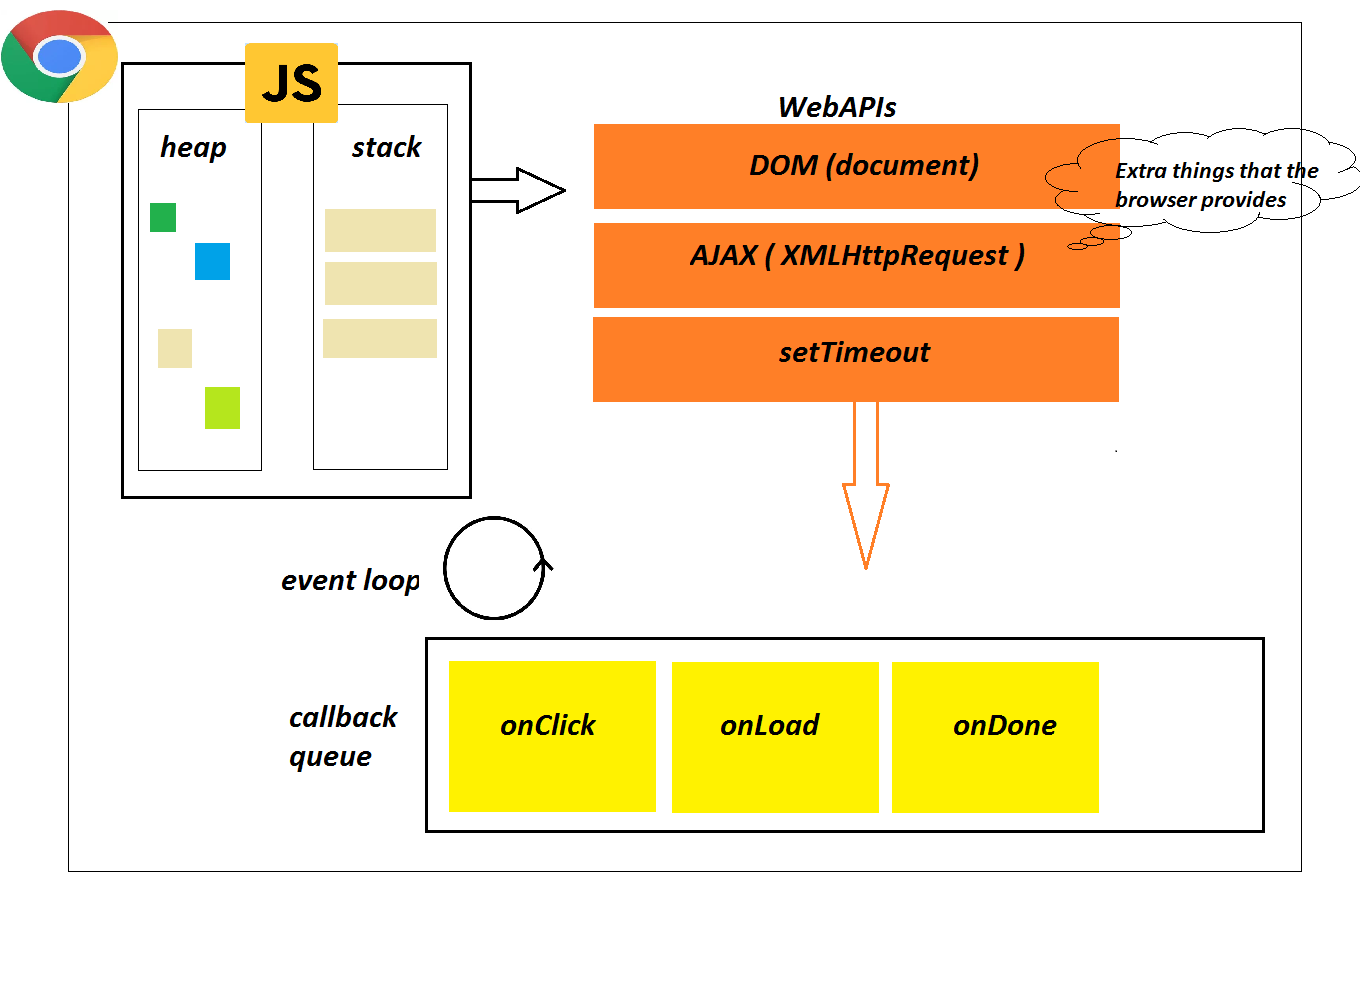 JS
heap
stack
WebAPIs
DOM (document)
Extra things that the
browser provides
AJAX ( XMLHttpRequest )
setTimeout
event loop
callback
queue
onClick
onLoad
onDone